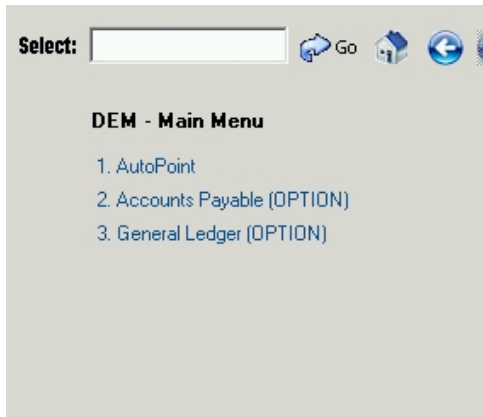 Select: Go
DEM - Main Menu
1. AutoPoint
2. Accounts Payable (OPTION)
3. General Ledger (OPTION)